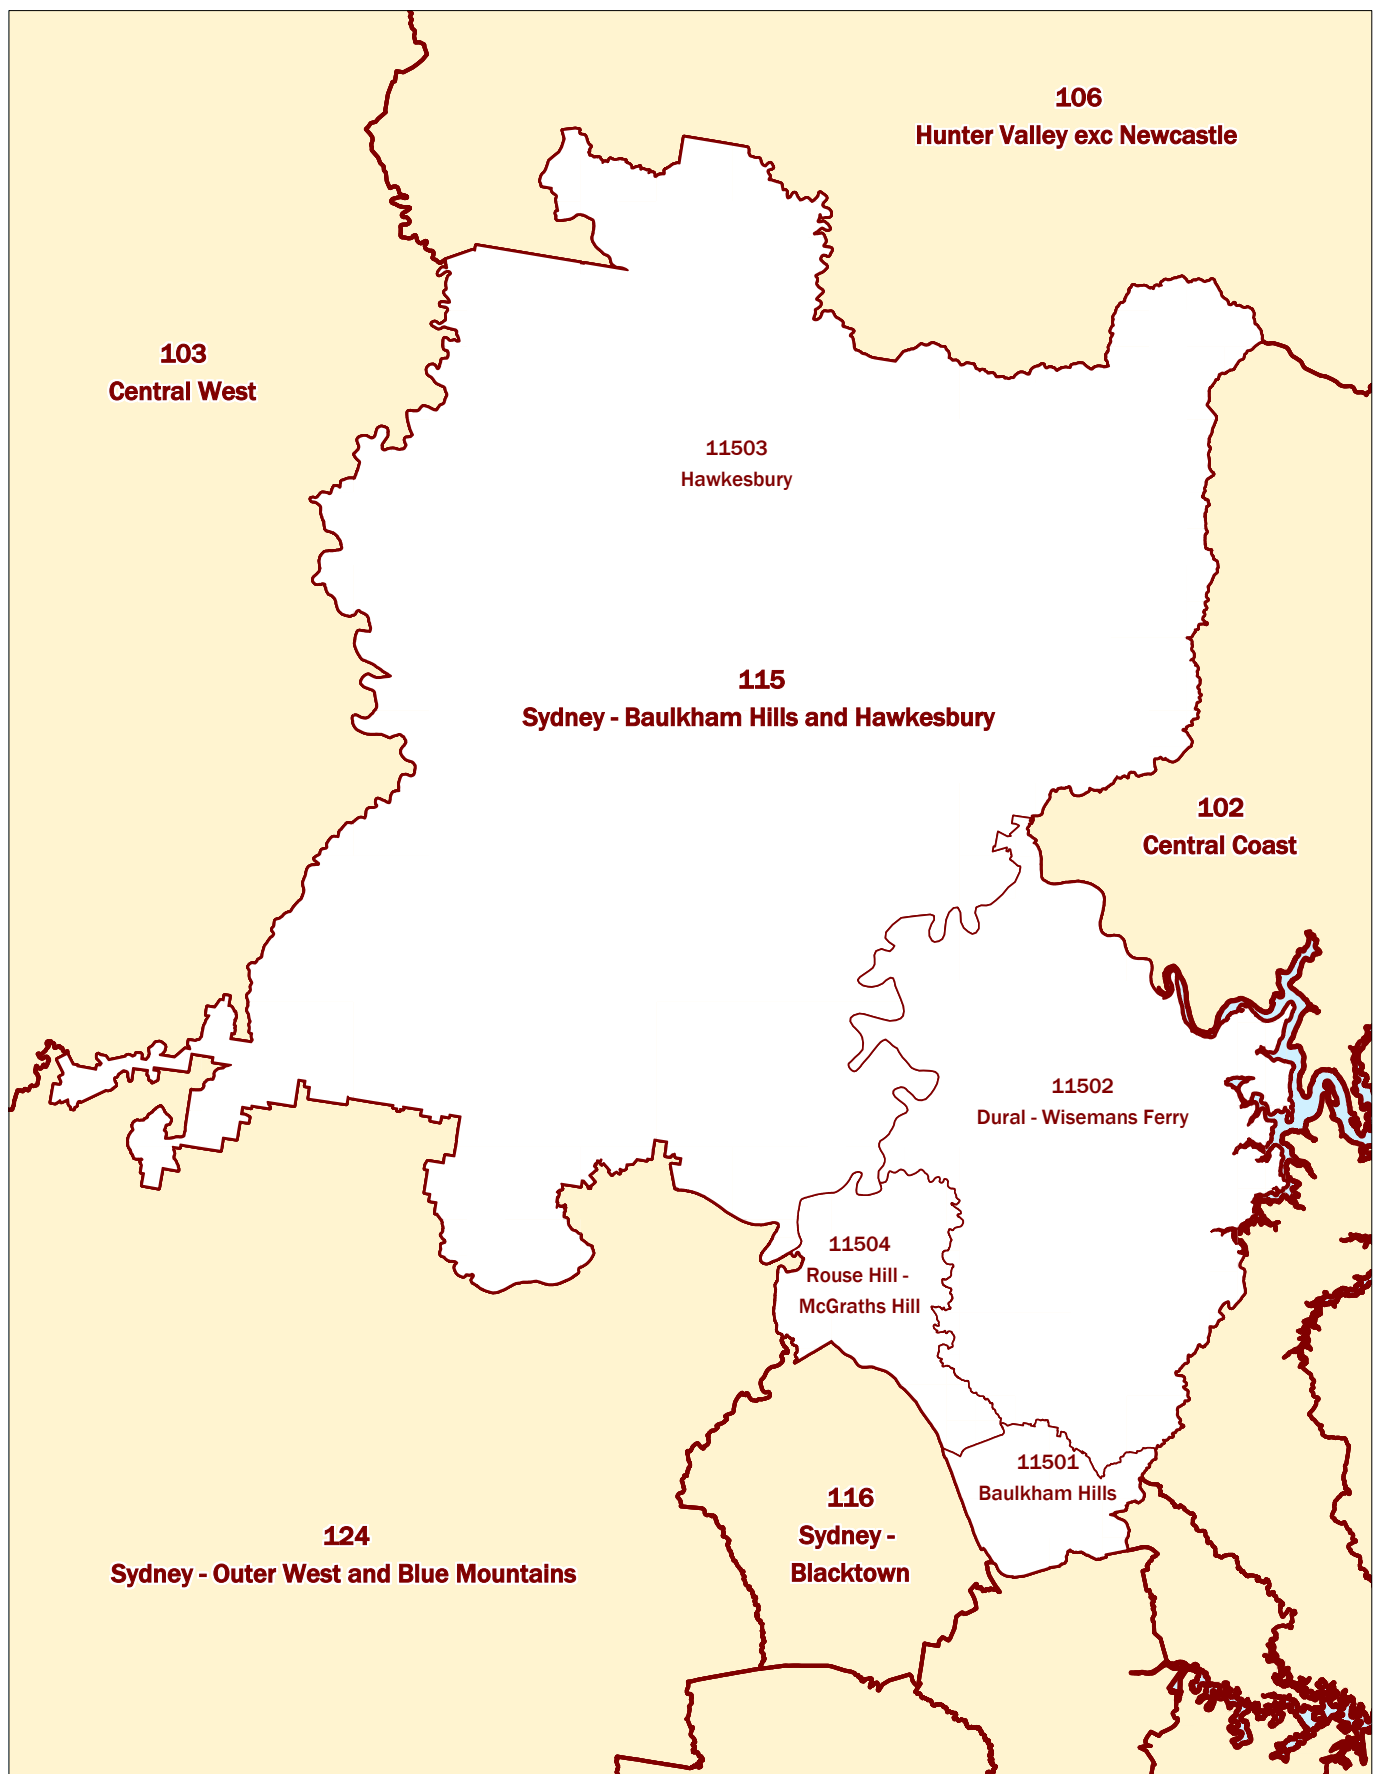 106
Hunter Valley exc Newcastle
103
Central West
11503
Hawkesbury
115
Sydney - Baulkham Hills and Hawkesbury
102
Central Coast
11502
Dural - Wisemans Ferry
11504
Rouse Hill -
McGraths Hill
11501
Baulkham Hills
116
Sydney -
Blacktown
124
Sydney - Outer West and Blue Mountains